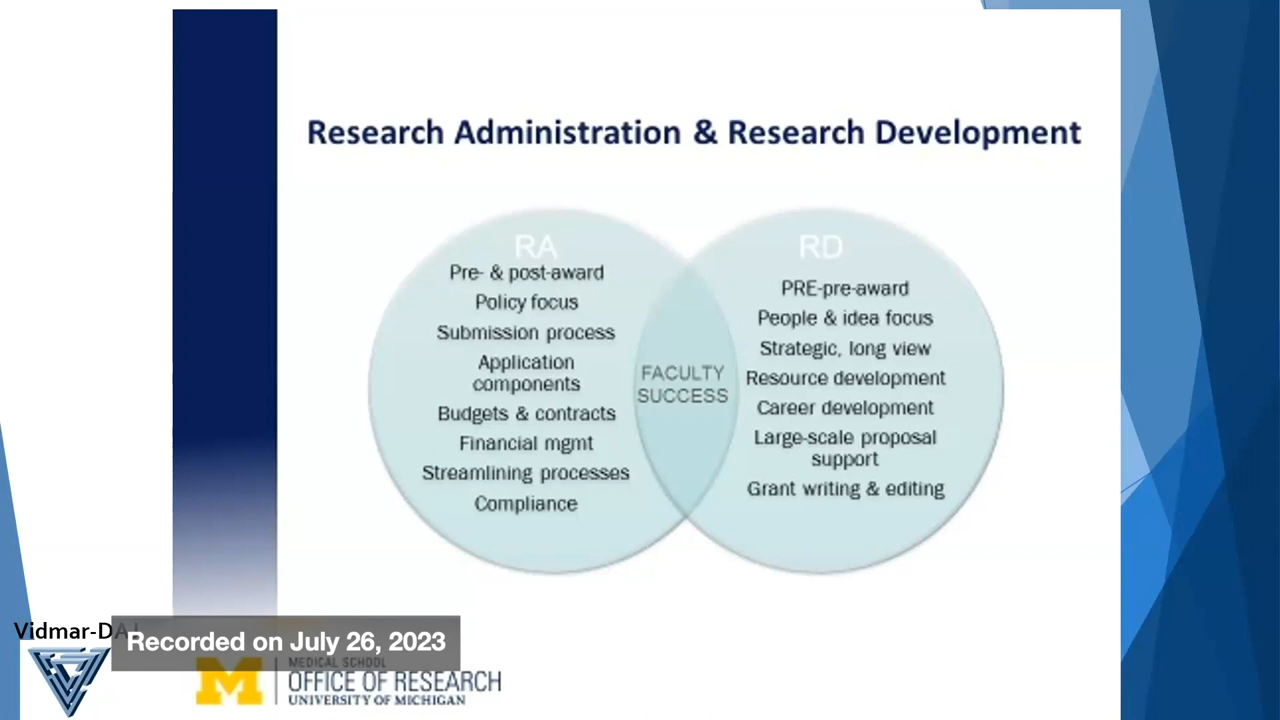 Research Administration & Research Development
RA
Pre- & post-award
Policy focus
Submission process
Application
components
Budgets & contracts
Financial mgmt
Streamlining processes
Compliance
FACULTY
SUCCESS
RD
PRE-pre-award
People & idea focus
Strategic, long view
Resource development
Career development
Large-scale proposal
support
Grant writing & editing
Vidmar-DA
Recorded on July 26, 2023
M
MEDICAL SCHOOL
OFFICE OF RESEARCH
UNIVERSITY OF MICHIGAN